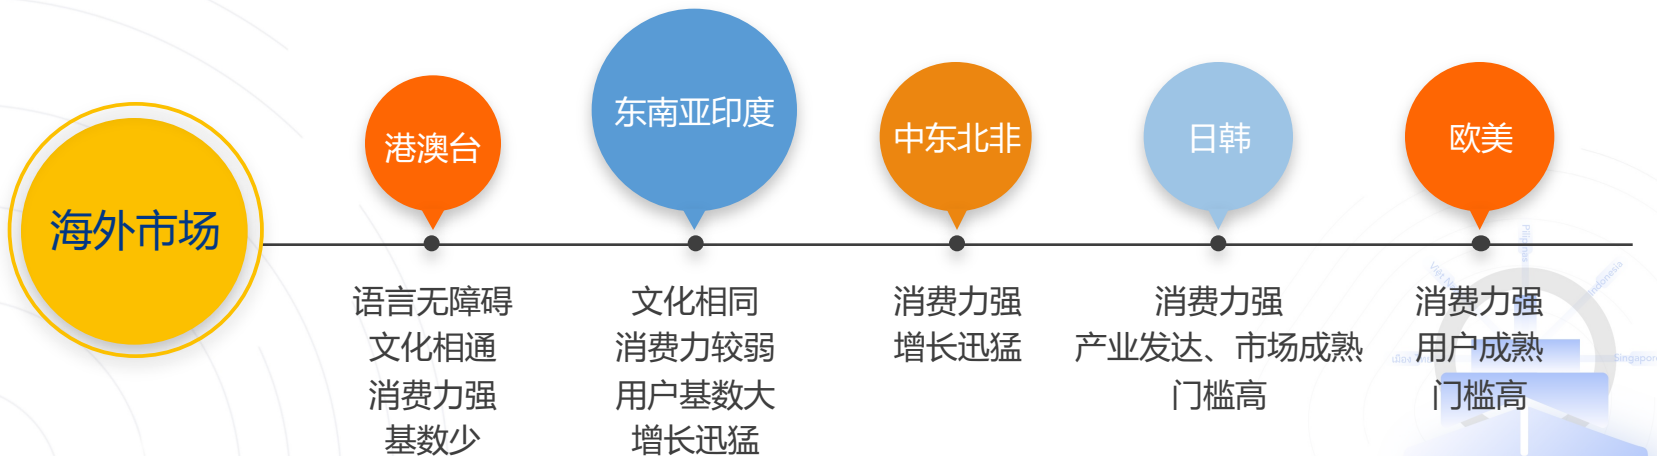 海外市场
港澳台
语言无障碍
文化相通
消费力强
基数少
东南亚印度
文化相同
消费力较弱
用户基数大
增长迅猛
中东北非
消费力强
增长迅猛
日韩
消费力强
产业发达、市场成熟
门槛高
欧美
消费力强
用户成熟
门槛高
Pilipinas
Indonesia
Singapore